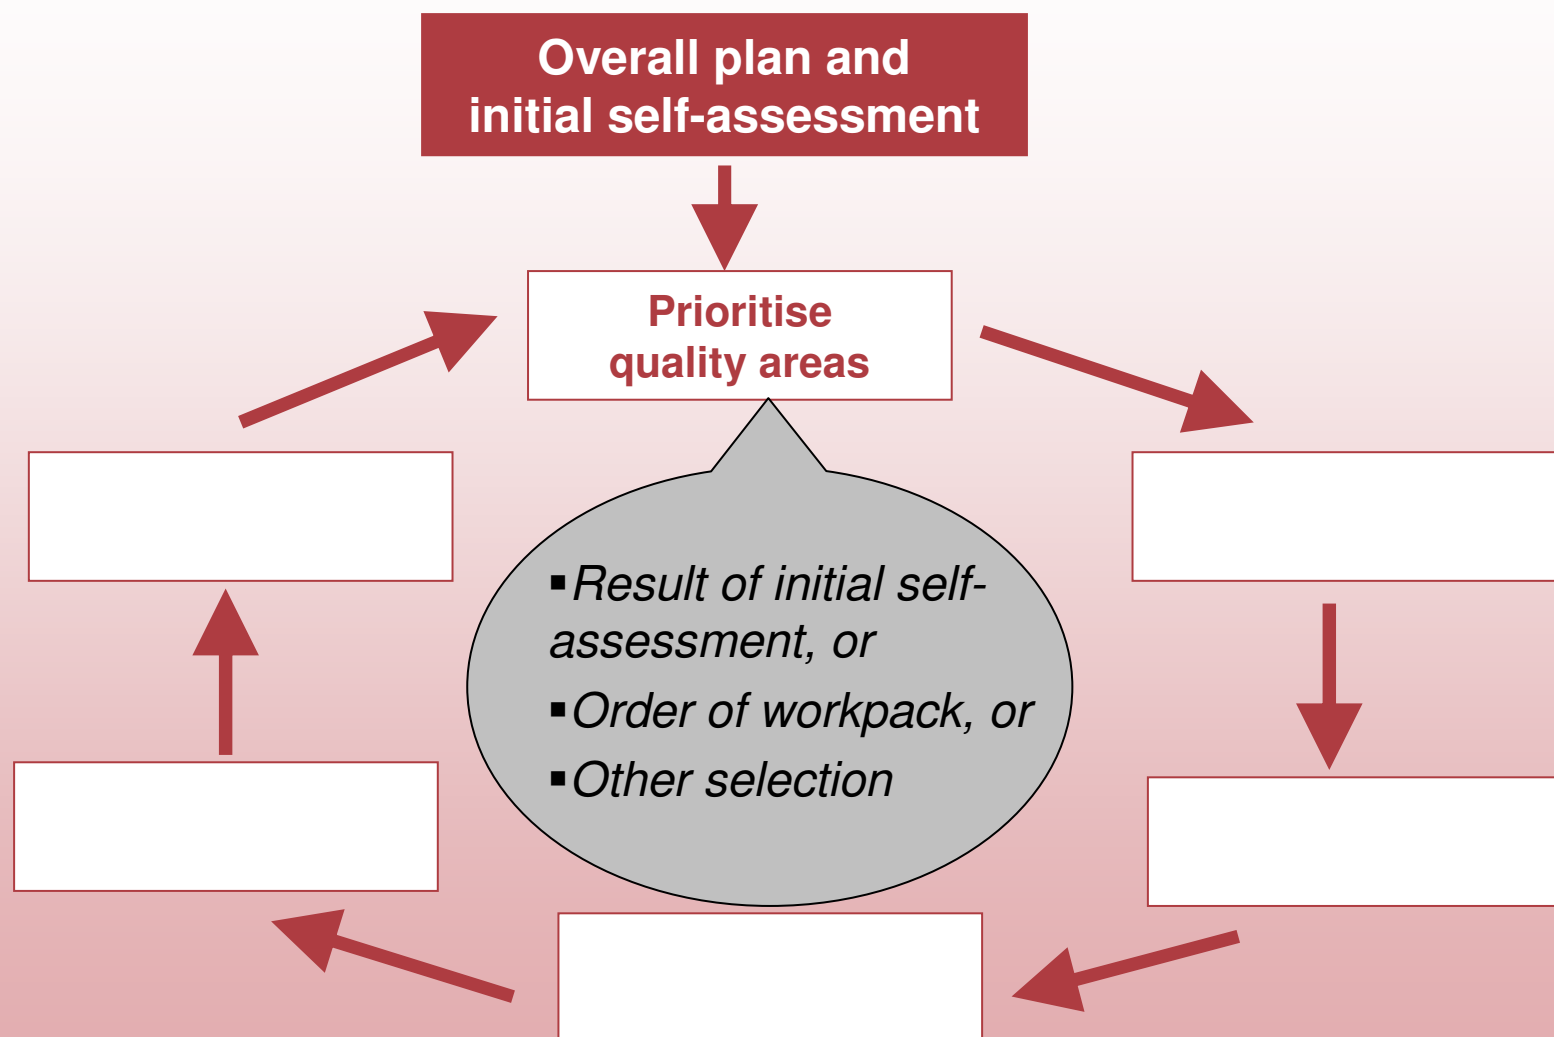 Overall plan and
initial self-assessment
Prioritise
quality areas
▪Result of initial self-
assessment, or
▪Order of workpack, or
▪Other selection